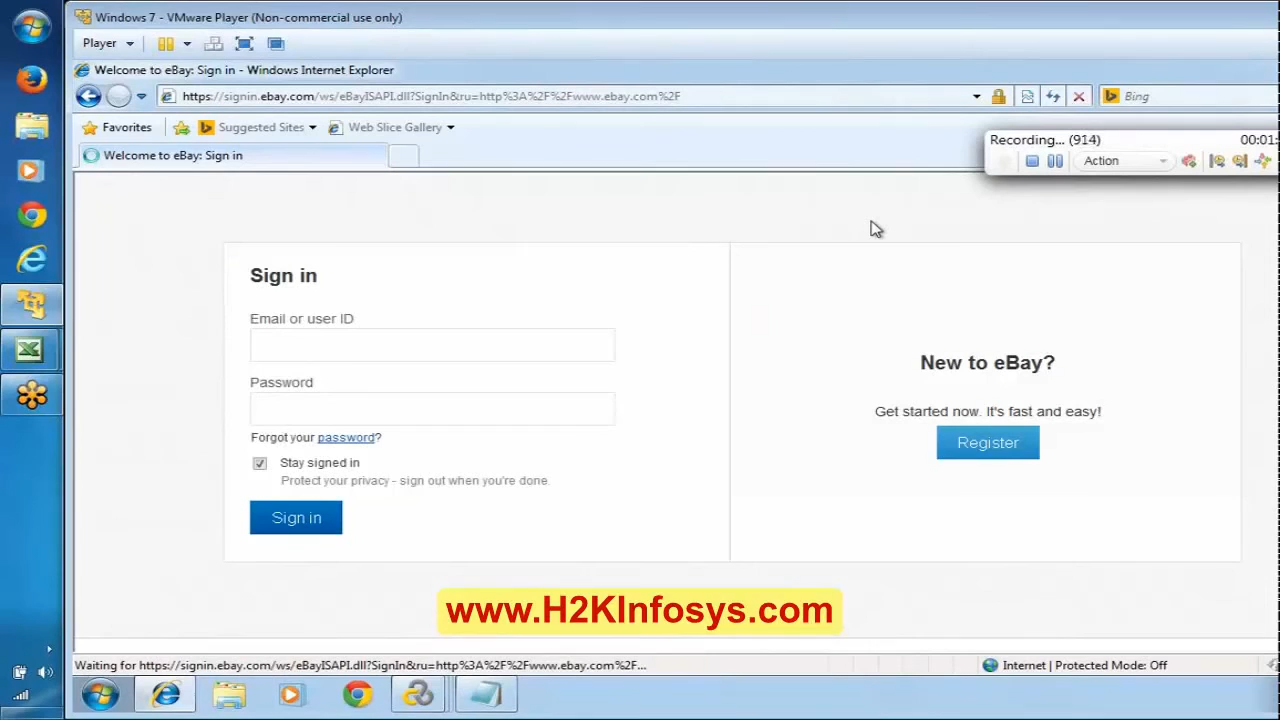 Windows 7 - VMware Player (Non-commercial use only)
Player
Welcome to eBay: Sign in - Windows Internet Explorer
https://signin.ebay.com/ws/eBayISAPI.dll?SignIn&ru=http%3A%2F%2Fwww.ebay.com%2F
Bing
Favorites
Suggested Sites
Web Slice Gallery
Recording... (914)
00:01:
Welcome to eBay: Sign in
Action
Sign in
Email or user ID
Password
Forgot your password?
Stay signed in
Protect your privacy - sign out when you're done.
Sign in
New to eBay?
Get started now. It's fast and easy!
Register
www.H2KInfosys.com
Waiting for https://signin.ebay.com/ws/eBayISAPI.dll?SignIn&ru=http%3A%2F%2Fwww.ebay.com%2F...
Internet | Protected Mode: Off